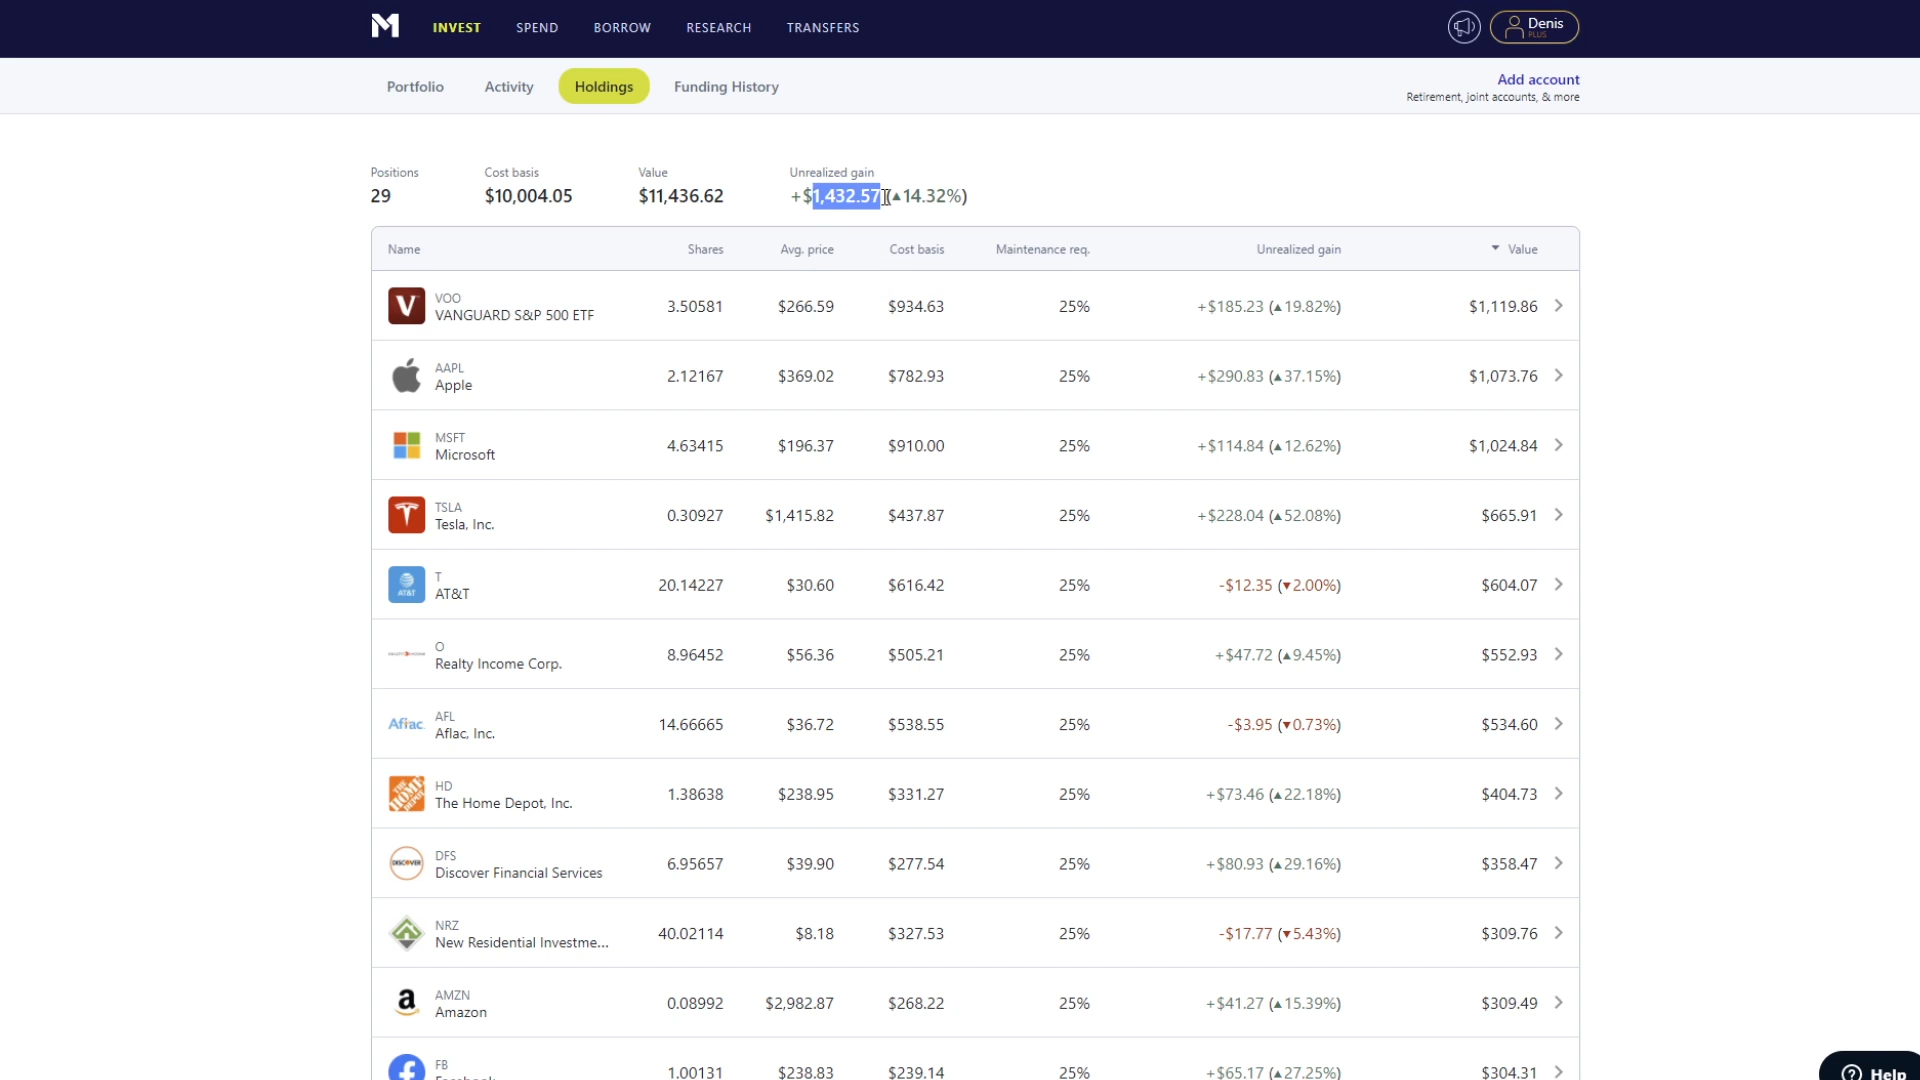 INVEST SPEND BORROW RESEARCH TRANSFERS Denis
PLUS
Portfolio Activity Holdings Funding History Add account
Retirement, joint accounts, & more
Positions Cost basis Value Unrealized gain
29 $10,004.05 $11,436.62 +$1,432.57 (▲14.32%)
Name Shares Avg. price Cost basis Maintenance req. Unrealized gain ▼ Value
VOO
VANGUARD S&P 500 ETF 3.50581 $266.59 $934.63 25% +$185.23 (▲19.82%) $1,119.86
AAPL
Apple 2.12167 $369.02 $782.93 25% +$290.83 (▲37.15%) $1,073.76
MSFT
Microsoft 4.63415 $196.37 $910.00 25% +$114.84 (▲12.62%) $1,024.84
TSLA
Tesla, Inc. 0.30927 $1,415.82 $437.87 25% +$228.04 (▲52.08%) $665.91
AT&T
T
AT&T 20.14227 $30.60 $616.42 25% -$12.35 (▼2.00%) $604.07
O
Realty Income Corp. 8.96452 $56.36 $505.21 25% +$47.72 (▲9.45%) $552.93
Aflac
AFL
Aflac, Inc. 14.66665 $36.72 $538.55 25% -$3.95 (▼0.73%) $534.60
THE HOME DEPOT
HD
The Home Depot, Inc. 1.38638 $238.95 $331.27 25% +$73.46 (▲22.18%) $404.73
DISCOVER
DFS
Discover Financial Services 6.95657 $39.90 $277.54 25% +$80.93 (▲29.16%) $358.47
NRZ
New Residential Investme... 40.02114 $8.18 $327.53 25% -$17.77 (▼5.43%) $309.76
AMZN
Amazon 0.08992 $2,982.87 $268.22 25% +$41.27 (▲15.39%) $309.49
FB
1.00131 $238.83 $239.14 25% +$65.17 (▲27.25%) $304.31
Help